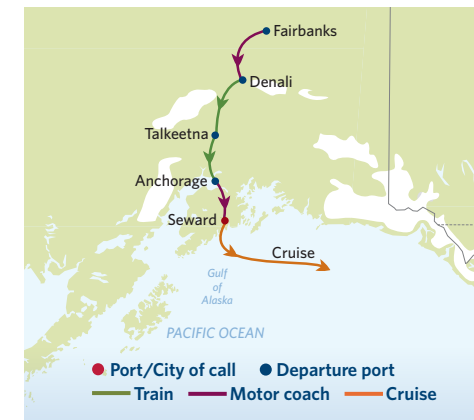 Fairbanks
Denali
Talkeetna
Anchorage
Seward
Cruise
Gulf
of
Alaska
PACIFIC OCEAN
Port/City of call Departure port
Train Motor coach Cruise